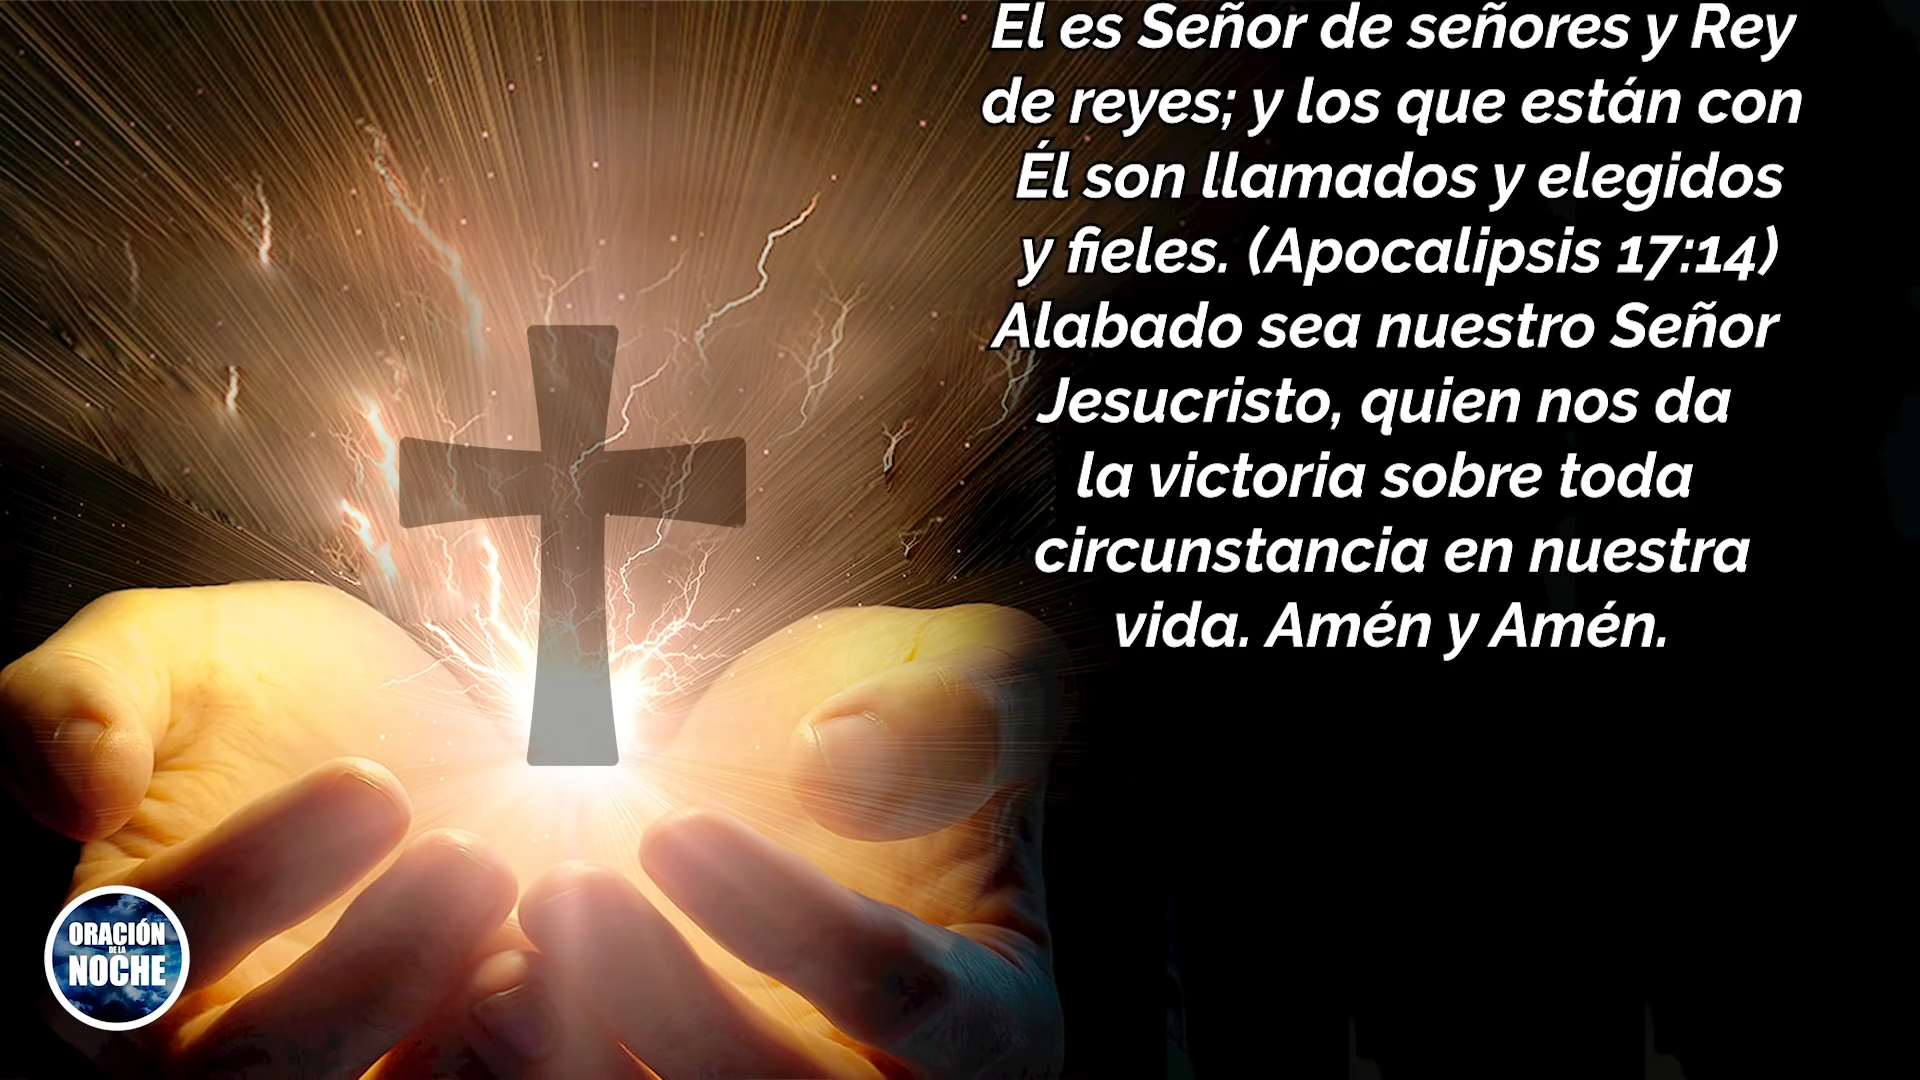 Él es Señor de señores y Rey
de reyes; y los que están con
Él son llamados y elegidos
y fieles. (Apocalipsis 17:14)
Alabado sea nuestro Señor
Jesucristo, quien nos da
la victoria sobre toda
circunstancia en nuestra
vida. Amén y Amén.
ORACIÓN
DE LA
NOCHE